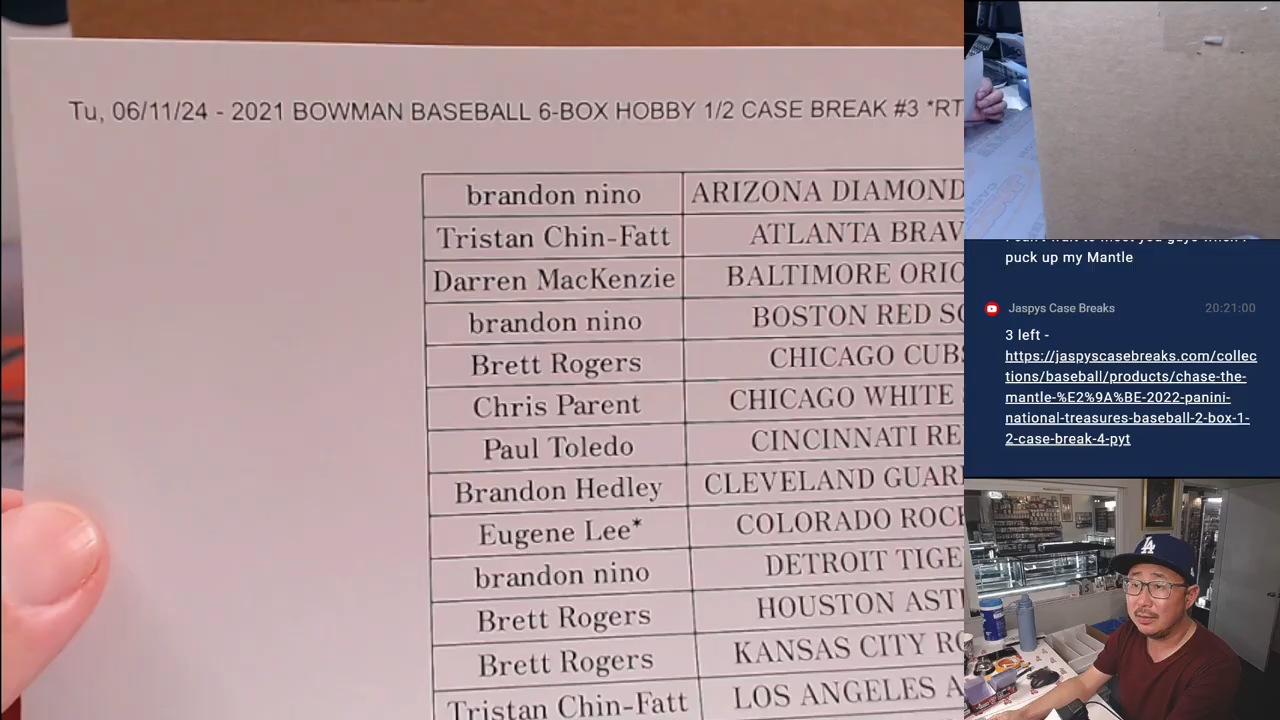 Tu, 06/11/24 - 2021 BOWMAN BASEBALL 6-BOX HOBBY 1/2 CASE BREAK #3 *RT
brandon nino ARIZONA DIAMOND
Tristan Chin-Fatt ATLANTA BRAV
Darren MacKenzie BALTIMORE ORIO
brandon nino BOSTON RED SO
Brett Rogers CHICAGO CUBS
Chris Parent CHICAGO WHITE
Paul Toledo CINCINNATI RE
Brandon Hedley CLEVELAND GUAR
Eugene Lee* COLORADO ROCK
brandon nino DETROIT TIGE
Brett Rogers HOUSTON AST
Brett Rogers KANSAS CITY RO
Tristan Chin-Fatt LOS ANGELES A
puck up my Mantle
Jaspys Case Breaks 20:21:00
3 left -
https://jaspyscasebreaks.com/collec
tions/baseball/products/chase-the-
mantle-%E2%9A%BE-2022-panini-
national-treasures-baseball-2-box-1-
2-case-break-4-pyt
LA